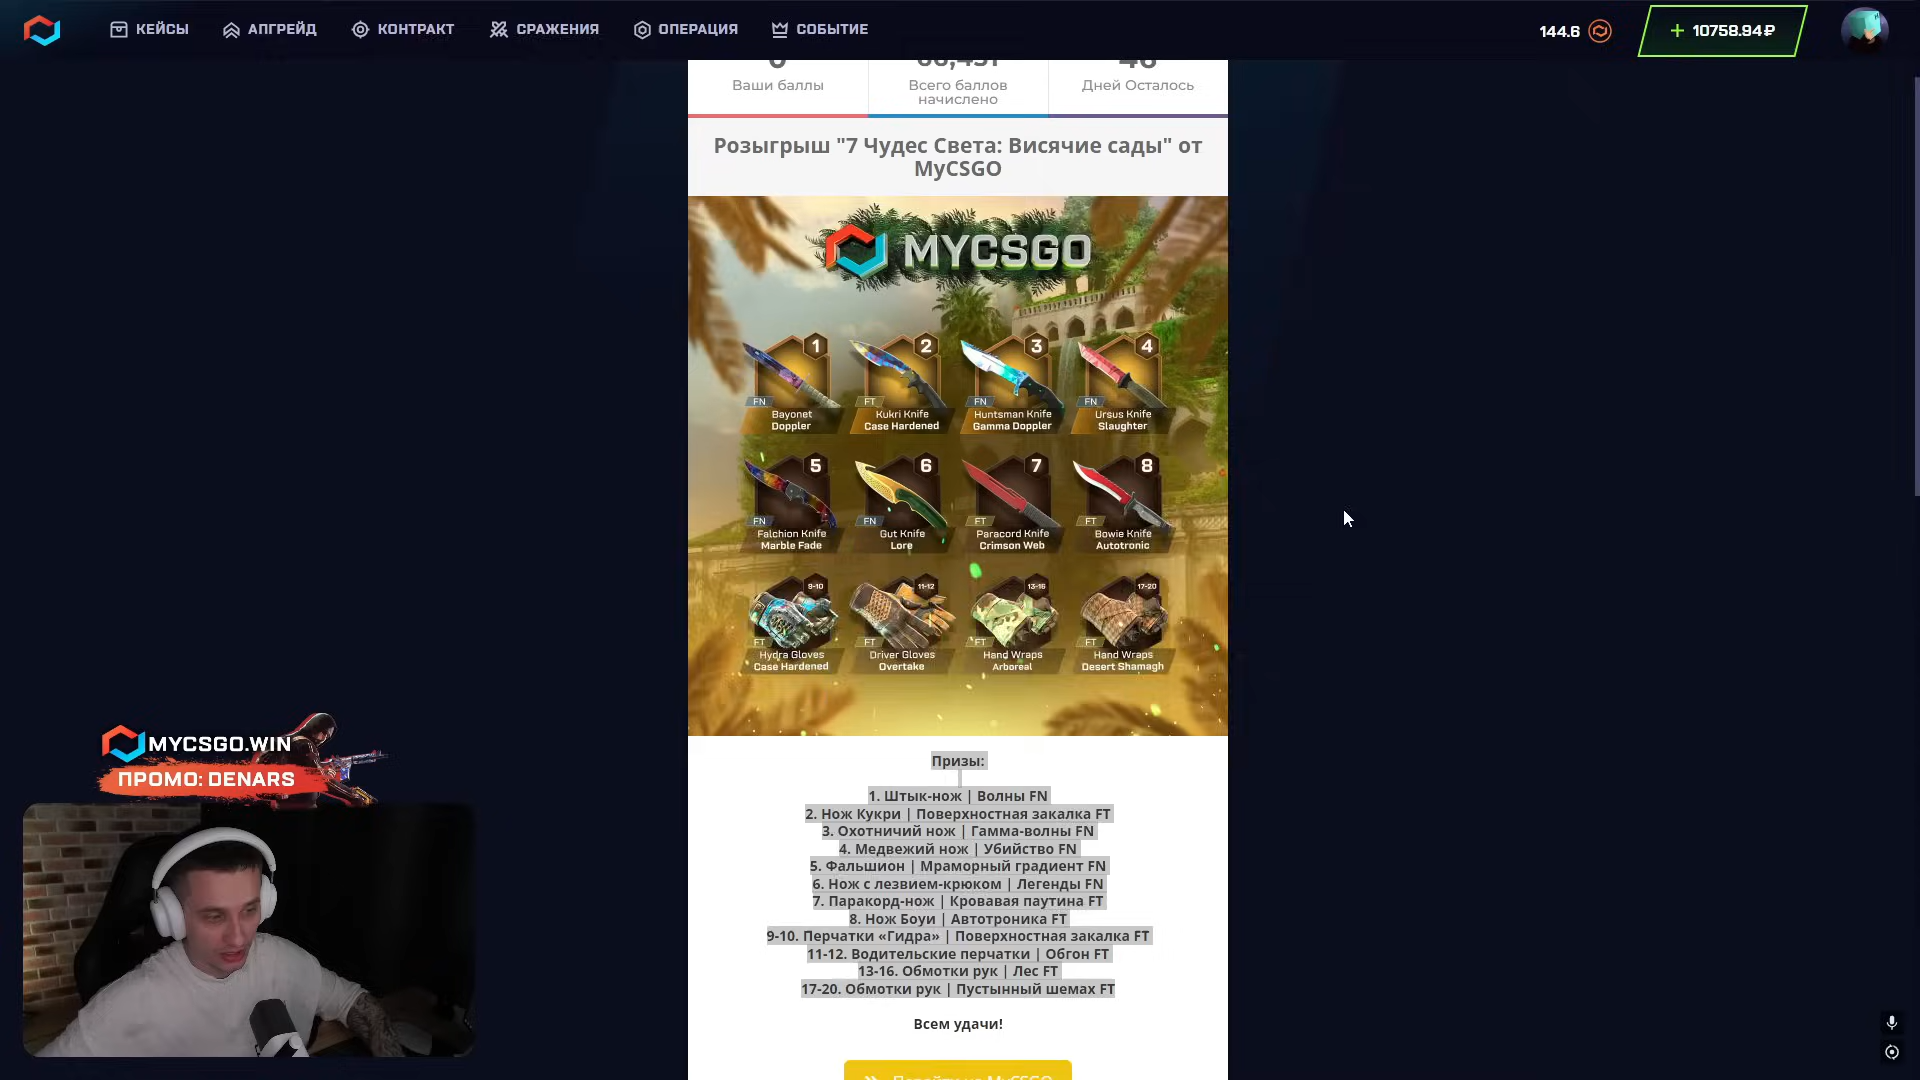 КЕЙСЫ
АПГРЕЙД
КОНТРАКТ
СРАЖЕНИЯ
ОПЕРАЦИЯ
СОБЫТИЕ
144.6
+ 10758.94₽
Ваши баллы
Всего баллов
начислено
Дней Осталось
Розыгрыш "7 Чудес Света: Висячие сады" от
MyCSGO
MYCSGO
1
FN
Bayonet
Doppler
2
FT
Kukri Knife
Case Hardened
3
FN
Huntsman Knife
Gamma Doppler
4
FN
Ursus Knife
Slaughter
5
FN
Falchion Knife
Marble Fade
6
FN
Gut Knife
Lore
7
FT
Paracord Knife
Crimson Web
8
FT
Bowie Knife
Autotronic
9-10
FT
Hydra Gloves
Case Hardened
11-12
FT
Driver Gloves
Overtake
13-16
FT
Hand Wraps
Arboreal
17-20
FT
Hand Wraps
Desert Shamagh
Призы:
1. Штык-нож | Волны FN
2. Нож Кукри | Поверхностная закалка FT
3. Охотничий нож | Гамма-волны FN
4. Медвежий нож | Убийство FN
5. Фальшион | Мраморный градиент FN
6. Нож с лезвием-крюком | Легенды FN
7. Паракорд-нож | Кровавая паутина FT
8. Нож Боуи | Автотроника FT
9-10. Перчатки «Гидра» | Поверхностная закалка FT
11-12. Водительские перчатки | Обгон FT
13-16. Обмотки рук | Лес FT
17-20. Обмотки рук | Пустынный шемах FT
Всем удачи!
MYCSGO.WIN
ПРОМО: DENARS